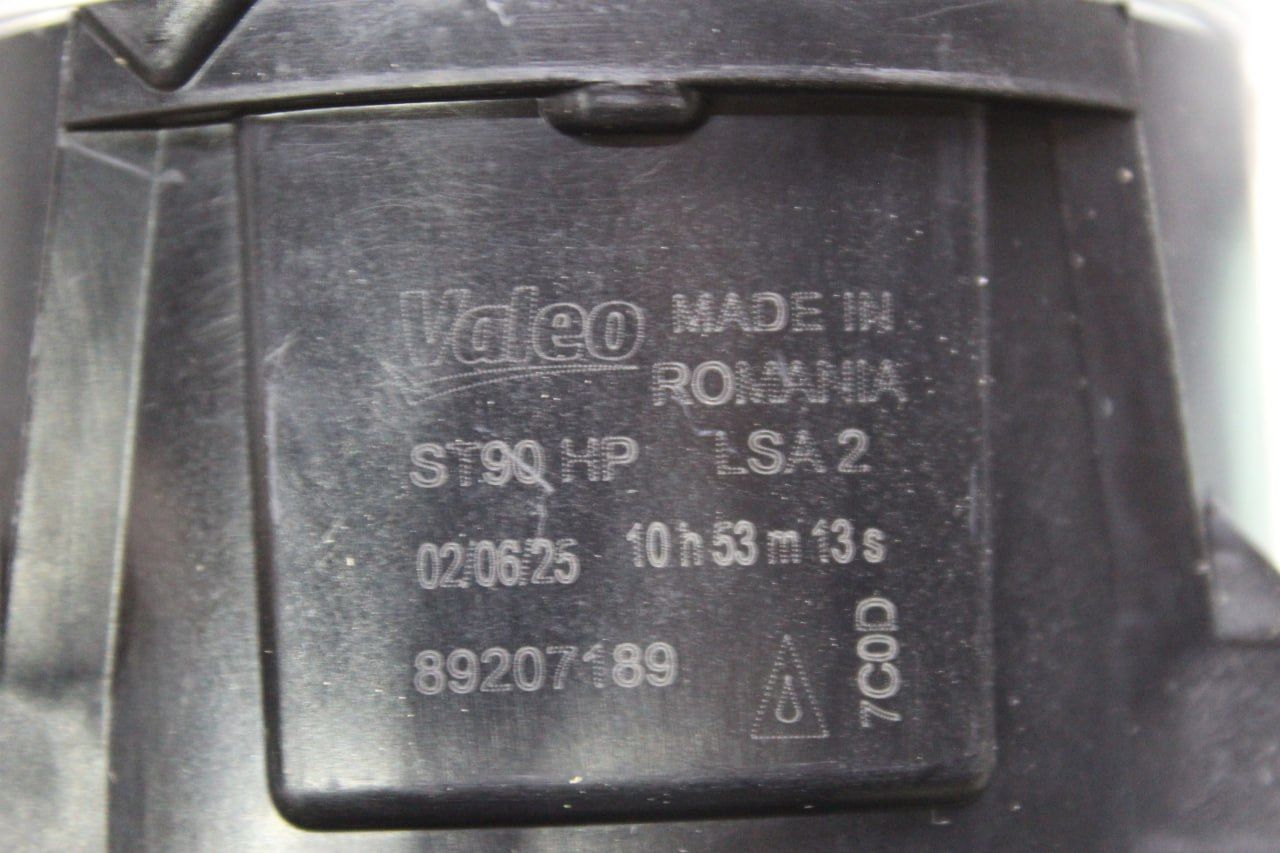 Valeo MADE IN
ROMANIA
ST90 HP LSA 2
02/06/25 10 h 53 m 13 s
89207189
7C0D